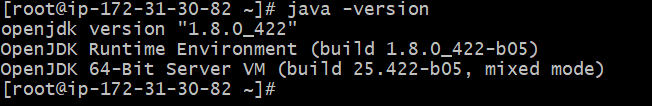 [root@ip-172-31-30-82 ~]# java -version
openjdk version "1.8.0_422"
OpenJDK Runtime Environment (build 1.8.0_422-b05)
OpenJDK 64-Bit Server VM (build 25.422-b05, mixed mode)
[root@ip-172-31-30-82 ~]#